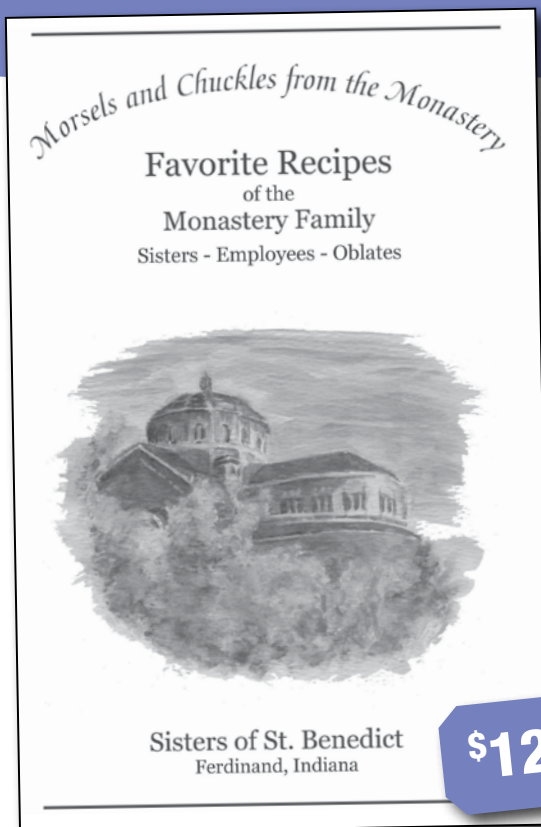 Morsels and Chuckles from the Monastery
Favorite Recipes
of the
Monastery Family
Sisters - Employees - Oblates
Sisters of St. Benedict
Ferdinand, Indiana
$12